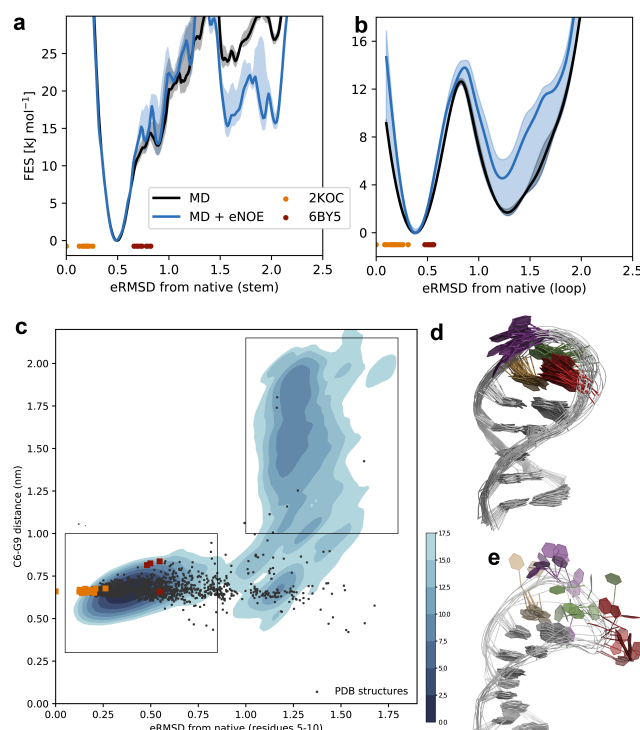 a
FES [kJ mol⁻¹]
25
20
15
10
5
0
0.0 0.5 1.0 1.5 2.0 2.5
eRMSD from native (stem)
MD
MD + eNOE
2KOC
6BY5
b
16
12
8
4
0
0.0 0.5 1.0 1.5 2.0 2.5
eRMSD from native (loop)
c
C6-G9 distance (nm)
2.00
1.75
1.50
1.25
1.00
0.75
0.50
0.25
0.00
0.00 0.25 0.50 0.75 1.00 1.25 1.50 1.75
eRMSD from native (residues 5-10)
PDB structures
17.5
15.0
12.5
10.0
7.5
5.0
2.5
0.0
d
e